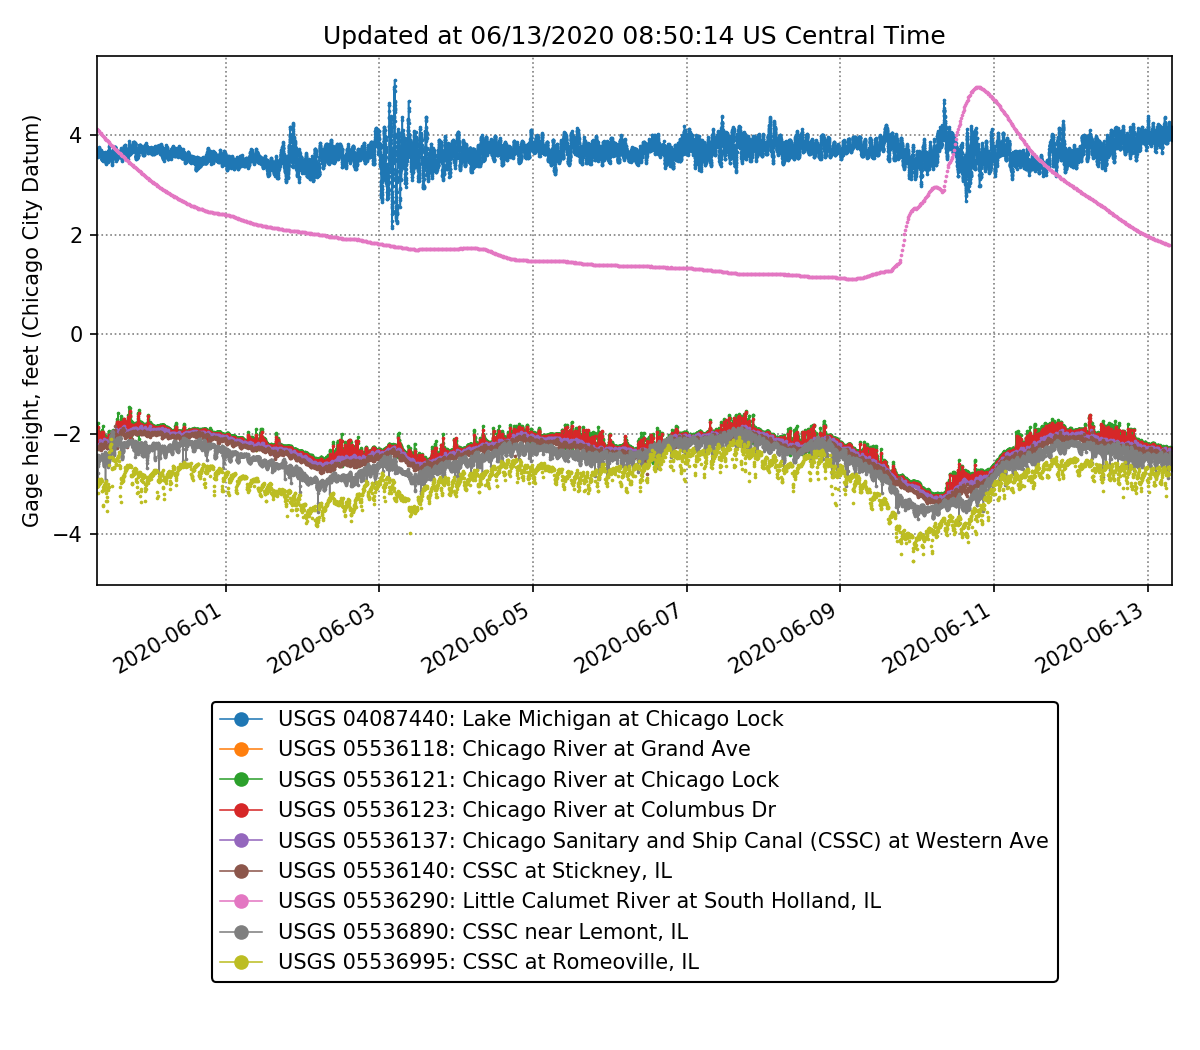 Updated at 06/13/2020 08:50:14 US Central Time
Gage height, feet (Chicago City Datum)
4
2
0
−2
−4
2020-06-01
2020-06-03
2020-06-05
2020-06-07
2020-06-09
2020-06-11
2020-06-13
USGS 04087440: Lake Michigan at Chicago Lock
USGS 05536118: Chicago River at Grand Ave
USGS 05536121: Chicago River at Chicago Lock
USGS 05536123: Chicago River at Columbus Dr
USGS 05536137: Chicago Sanitary and Ship Canal (CSSC) at Western Ave
USGS 05536140: CSSC at Stickney, IL
USGS 05536290: Little Calumet River at South Holland, IL
USGS 05536890: CSSC near Lemont, IL
USGS 05536995: CSSC at Romeoville, IL